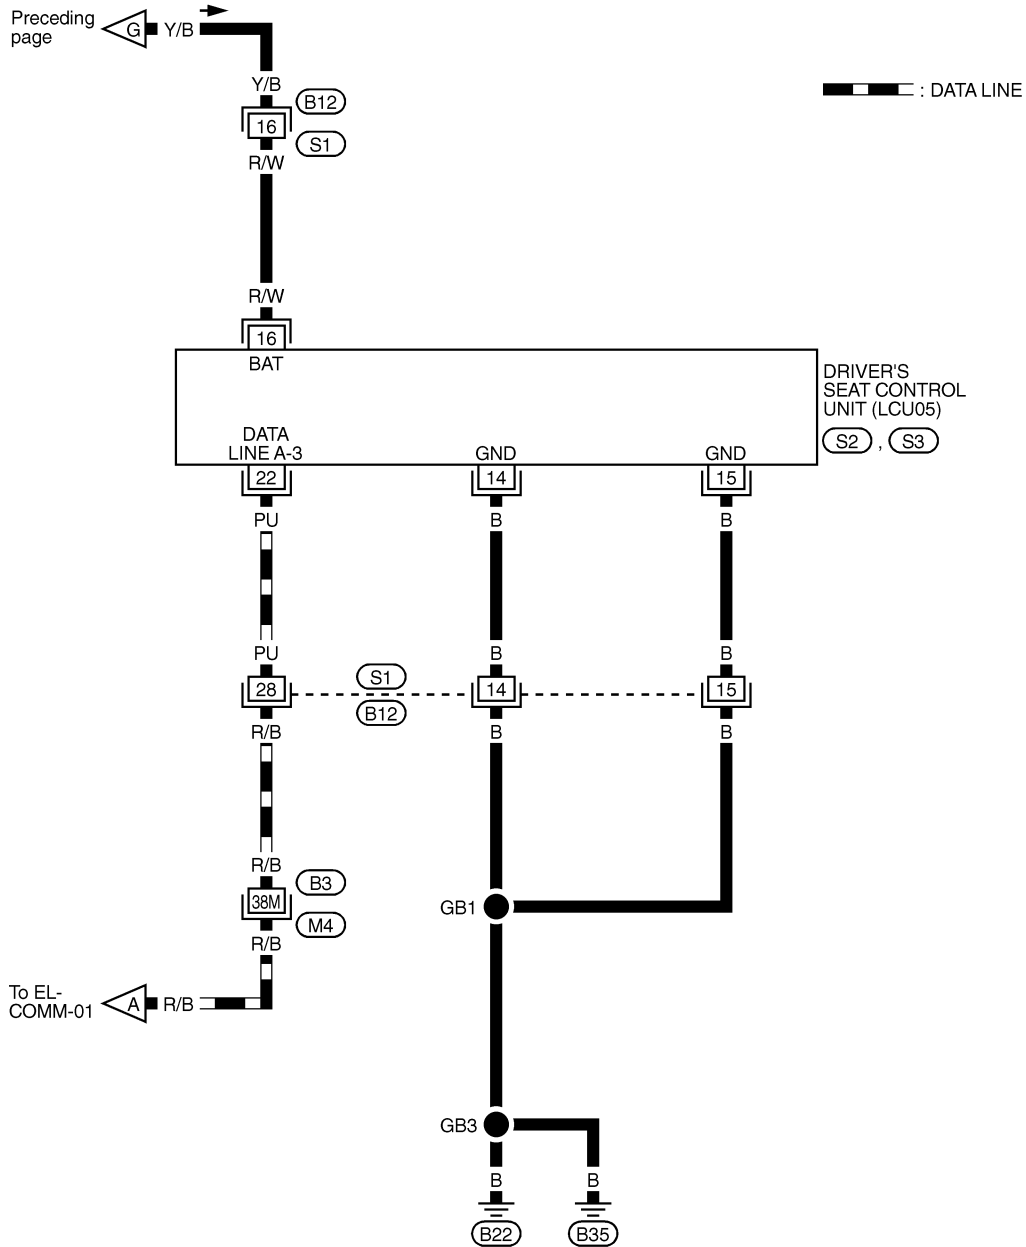 Preceding
page
G
Y/B
Y/B
B12
16
S1
R/W
: DATA LINE
R/W
16
BAT
DRIVER'S
SEAT CONTROL
UNIT (LCU05)
S2 , S3
DATA
LINE A-3
GND
GND
22
14
15
PU
B
B
PU
B
B
S1
28
14
15
B12
R/B
B
B
R/B
B3
38M
M4
GB1
R/B
To EL-
COMM-01
A
R/B
GB3
B
B
B22
B35